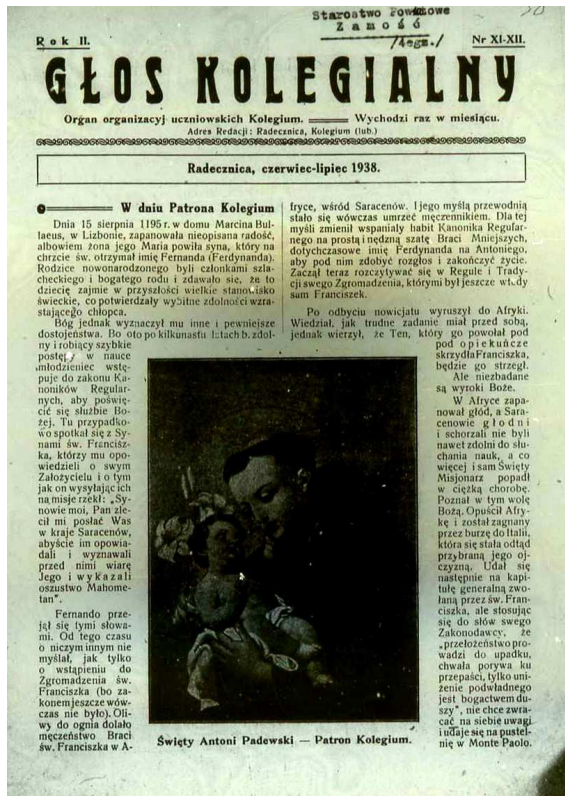 Starostwo Powiatowe
Zamość
/4egz./
Rok II.
Nr XI-XII.
GŁOS KOLEGIALNY
Organ organizacyj uczniowskich Kolegium. Wychodzi raz w miesiącu.
Adres Redacji: Radecznica, Kolegium (lub.)
Radecznica, czerwiec-lipiec 1938.
W dniu Patrona Kolegium
Dnia 15 sierpnia 1195 r. w domu Marcina Bul-
laeus, w Lizbonie, zapanowała nieopisana radość,
albowiem żona jego Maria powiła syna, który na
chrzcie św. otrzymał imię Fernanda (Ferdynanda).
Rodzice nowonarodzonego byli członkami szla-
checkiego i bogatego rodu i zdawało się, że to
dziecię zajmie w przyszłości wielkie stanowisko
świeckie, co potwierdzały wybitne zdolności wzra-
stającego chłopca.
Bóg jednak wyznaczył mu inne i pewniejsze
dostojeństwa. Bo oto po kilkunastu latach b. zdol-
ny i robiący szybkie
postępy w nauce
młodzieniec wstę-
puje do zakonu Ka-
noników Regular-
nych, aby poświę-
cić się służbie Bo-
żej. Tu przypadko-
wo spotkał się z Sy-
nami św. Francisz-
ka, którzy mu opo-
wiedzieli o swym
Założycielu i o tym
jak on wysyłając ich
na misje rzekł: „Sy-
nowie moi, Pan zle-
cił mi posłać Was
w kraje Saracenów,
abyście im opowia-
dali i wyznawali
przed nimi wiarę
Jego i wykazali
oszustwo Mahome-
tan".
Fernando prze-
jął się tymi słowa-
mi. Od tego czasu
o niczym innym nie
myślał, jak tylko
o wstąpieniu do
Zgromadzenia św.
Franciszka (bo za-
konem jeszcze wów-
czas nie było). Oli-
wy do ognia dolało
męczeństwo Braci
św. Franciszka w A-
fryce, wśród Saracenów. I jego myślą przewodnią
stało się wówczas umrzeć męczennikiem. Dla tej
myśli zmienił wspaniały habit Kanonika Regular-
nego na prostą i nędzną szatę Braci Mniejszych,
dotychczasowe imię Ferdynanda na Antoniego,
aby pod nim zdobyć rozgłos i zakończyć życie.
Zaczął teraz rozczytywać się w Regule i Trady-
cji swego Zgromadzenia, którymi był jeszcze wtedy
sam Franciszek.
Po odbyciu nowicjatu wyruszył do Afryki.
Wiedział, jak trudne zadanie miał przed sobą,
jednak wierzył, że Ten, który go powołał pod
pod opiekuńcze
skrzydła Franciszka,
będzie go strzegł.
Ale niezbadane
są wyroki Boże.
W Afryce zapa-
nował głód, a Sara-
cenowie głodni
i schorzali nie byli
nawet zdolni do słu-
chania nauk, a co
więcej i sam Święty
Misjonarz popadł
w ciężką chorobę.
Poznał w tym wolę
Bożą. Opuścił Afry-
kę i został zagnany
przez burzę do Italii,
która się stała odtąd
przybraną jego oj-
czyzną. Udał się
następnie na kapi-
tułę generalną zwo-
łaną przez św. Fran-
ciszka, ale stosując
się do słów swego
Zakonodawcy, że
„przełożeństwo pro-
wadzi do upadku,
chwała porywa ku
przepaści, tylko uni-
żenie podwładnego
jest bogactwem du-
szy", nie chce zwra-
cać na siebie uwagi
i udaje się na pustel-
nię w Monte Paolo.
Święty Antoni Padewski — Patron Kolegium.